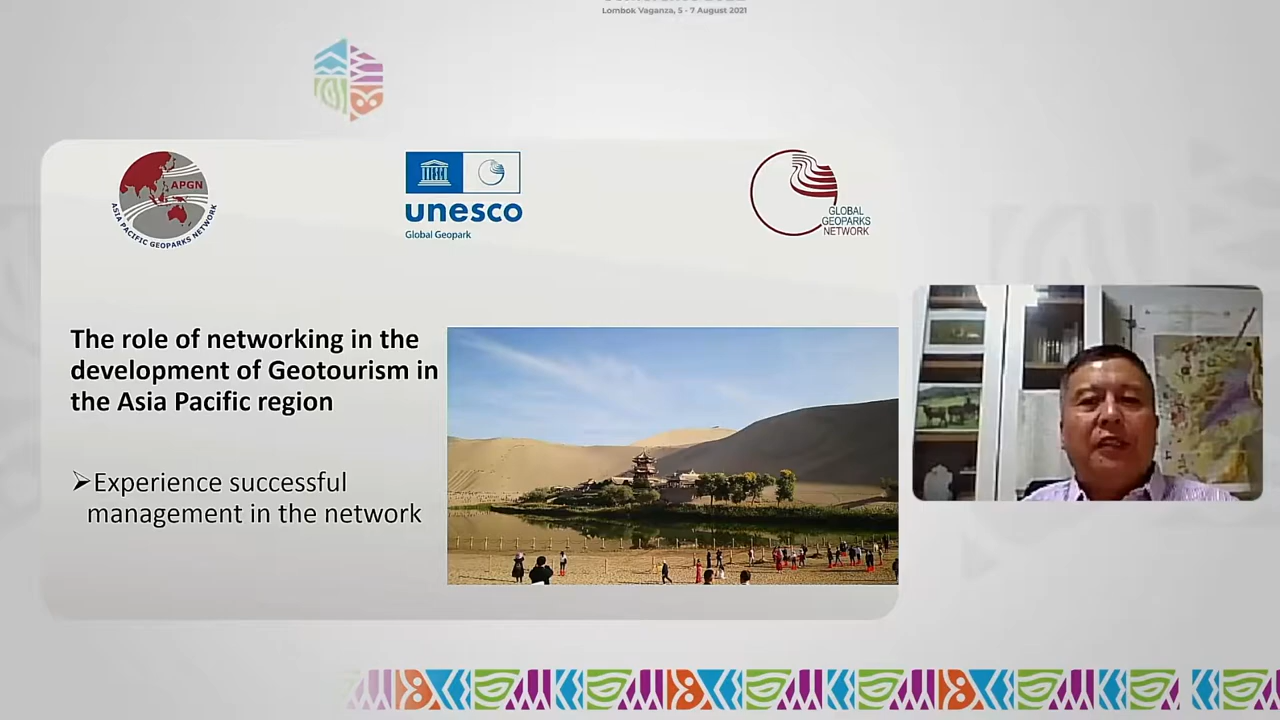 Lombok Vaganza, 5 - 7 August 2021
APGN
ASIA PACIFIC GEOPARKS NETWORK
unesco
Global Geopark
GLOBAL
GEOPARKS
NETWORK
The role of networking in the
development of Geotourism in
the Asia Pacific region
➢Experience successful
management in the network